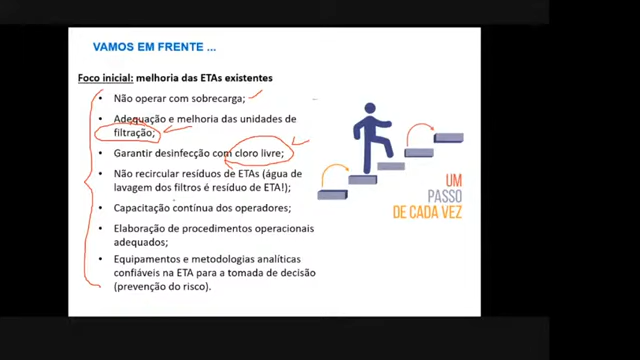 VAMOS EM FRENTE ...
Foco inicial: melhoria das ETAs existentes
• Não operar com sobrecarga;
• Adequação e melhoria das unidades de
filtração;
• Garantir desinfecção com cloro livre;
• Não recircular resíduos de ETAs (água de
lavagem dos filtros é resíduo de ETA!);
• Capacitação contínua dos operadores;
• Elaboração de procedimentos operacionais
adequados;
• Equipamentos e metodologias analíticas
confiáveis na ETA para a tomada de decisão
(prevenção do risco).
UM
PASSO
DE CADA VEZ